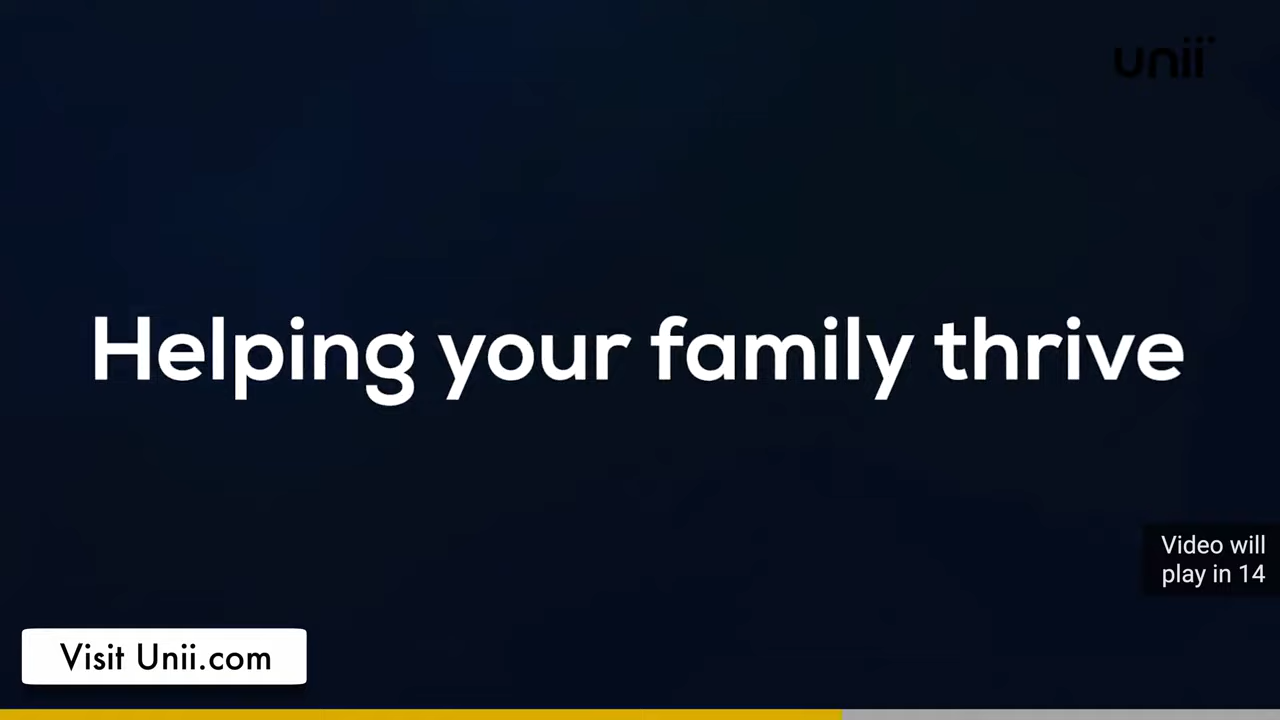 unii
Helping your family thrive
Video will
play in 14
Visit Unii.com